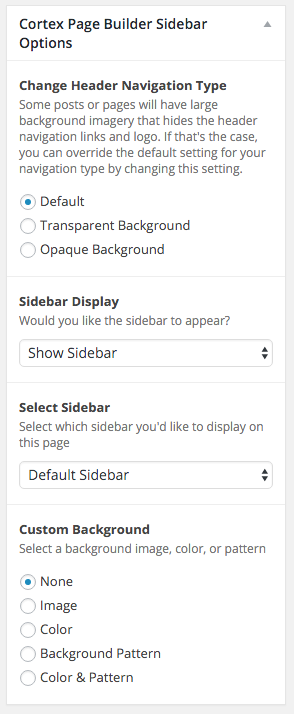 Cortex Page Builder Sidebar
Options
Change Header Navigation Type
Some posts or pages will have large
background imagery that hides the header
navigation links and logo. If that's the case,
you can override the default setting for your
navigation type by changing this setting.
Default
Transparent Background
Opaque Background
Sidebar Display
Would you like the sidebar to appear?
Show Sidebar
Select Sidebar
Select which sidebar you'd like to display on
this page
Default Sidebar
Custom Background
Select a background image, color, or pattern
None
Image
Color
Background Pattern
Color & Pattern